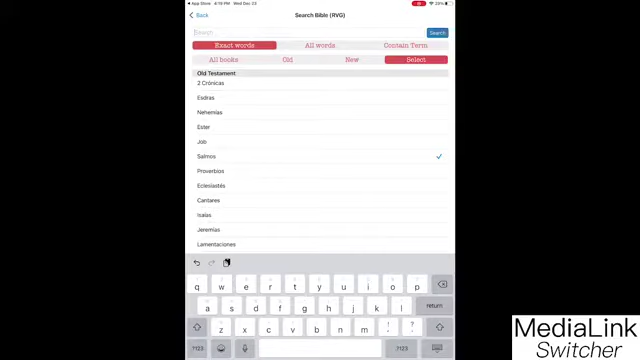 App Store 4:19 PM Wed Dec 23
Back
Search Bible (RVG)
Search
Search
Exact words All words Contain Term
All books Old New Select
Old Testament
2 Crónicas
Esdras
Nehemías
Ester
Job
Salmos
Proverbios
Eclesiastés
Cantares
Isaías
Jeremías
Lamentaciones
q w e r t y u i o p
a s d f g h j k l return
z x c v b n m ! , ? .
.?123 .?123
MediaLink
Switcher